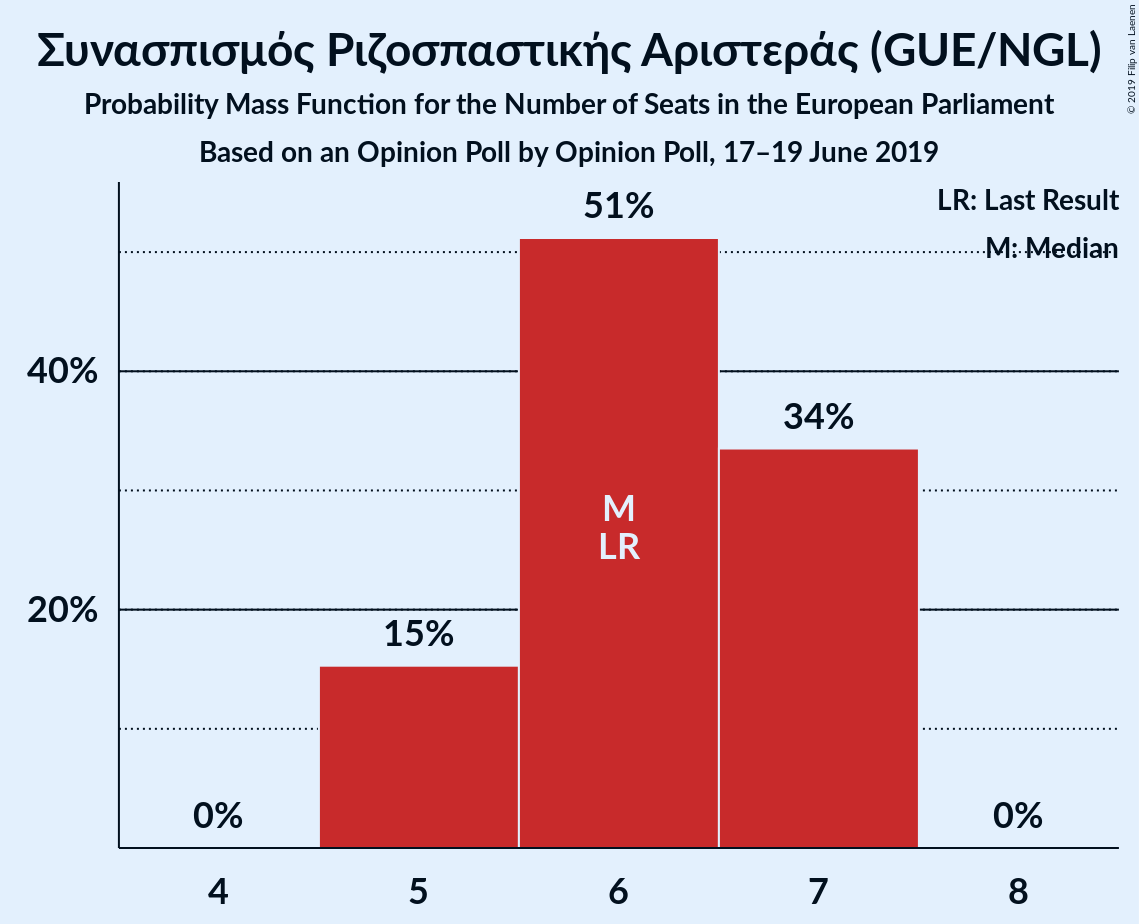 Συνασπισμός Ριζοσπαστικής Αριστεράς (GUE/NGL)
Probability Mass Function for the Number of Seats in the European Parliament
Based on an Opinion Poll by Opinion Poll, 17–19 June 2019
© 2019 Filip van Laenen
LR: Last Result
M: Median
51%
40%
34%
M
LR
20%
15%
0%
0%
4
5
6
7
8